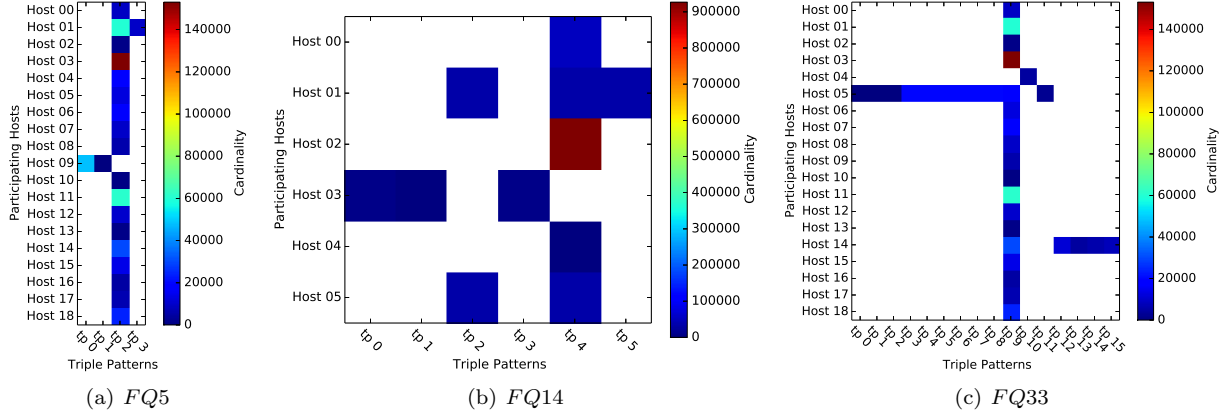 Host 00
Host 01
Host 02
Host 03
Host 04
Host 05
Host 06
Host 07
Host 08
Host 09
Host 10
Host 11
Host 12
Host 13
Host 14
Host 15
Host 16
Host 17
Host 18
Participating Hosts
tp 0
tp 1
tp 2
tp 3
Triple Patterns
140000
120000
100000
80000
60000
40000
20000
0
Cardinality
(a) FQ5
Host 00
Host 01
Host 02
Host 03
Host 04
Host 05
Participating Hosts
tp 0
tp 1
tp 2
tp 3
tp 4
tp 5
Triple Patterns
900000
800000
700000
600000
500000
400000
300000
200000
100000
0
Cardinality
(b) FQ14
Host 00
Host 01
Host 02
Host 03
Host 04
Host 05
Host 06
Host 07
Host 08
Host 09
Host 10
Host 11
Host 12
Host 13
Host 14
Host 15
Host 16
Host 17
Host 18
Participating Hosts
tp 0
tp 1
tp 2
tp 3
tp 4
tp 5
tp 6
tp 7
tp 8
tp 9
tp 10
tp 11
tp 12
tp 13
tp 14
tp 15
Triple Patterns
140000
120000
100000
80000
60000
40000
20000
0
Cardinality
(c) FQ33